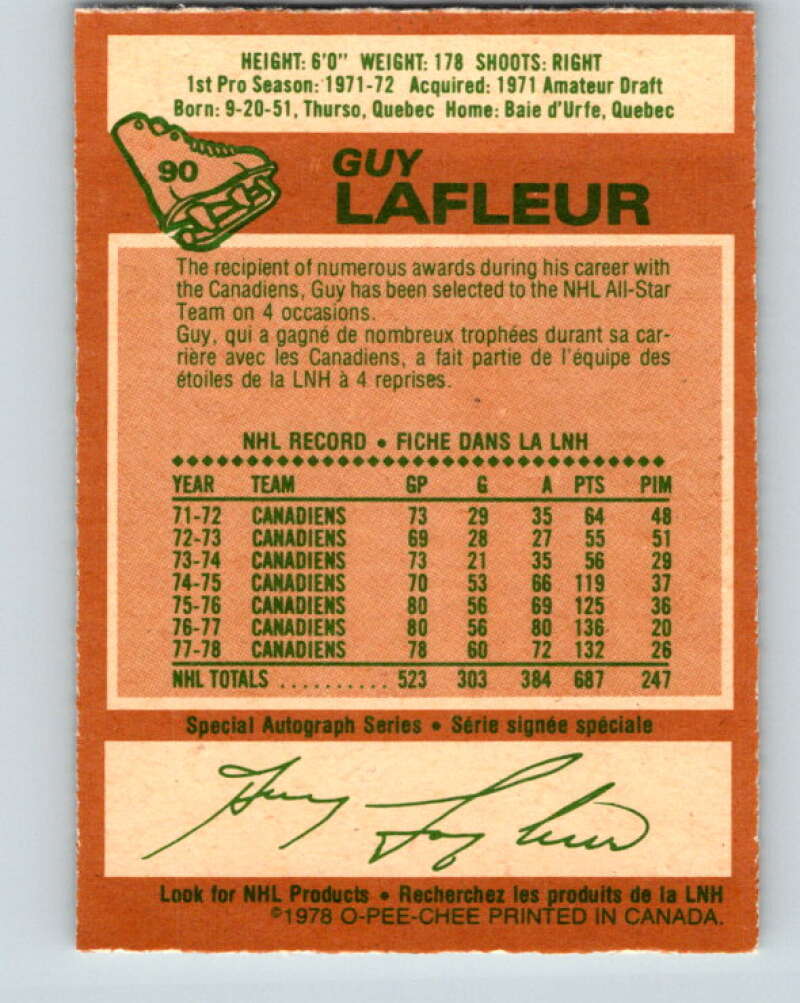 HEIGHT: 6'0" WEIGHT: 178 SHOOTS: RIGHT
1st Pro Season: 1971-72 Acquired: 1971 Amateur Draft
Born: 9-20-51, Thurso, Quebec Home: Baie d'Urfe, Quebec
90
GUY
LAFLEUR
The recipient of numerous awards during his career with
the Canadiens, Guy has been selected to the NHL All-Star
Team on 4 occasions.
Guy, qui a gagné de nombreux trophées durant sa car-
rière avec les Canadiens, a fait partie de l'équipe des
étoiles de la LNH à 4 reprises.
NHL RECORD • FICHE DANS LA LNH
YEAR TEAM GP G A PTS PIM
71-72 CANADIENS 73 29 35 64 48
72-73 CANADIENS 69 28 27 55 51
73-74 CANADIENS 73 21 35 56 29
74-75 CANADIENS 70 53 66 119 37
75-76 CANADIENS 80 56 69 125 36
76-77 CANADIENS 80 56 80 136 20
77-78 CANADIENS 78 60 72 132 26
NHL TOTALS .......... 523 303 384 687 247
Special Autograph Series • Série signée spéciale
Guy Lafleur
Look for NHL Products • Recherchez les produits de la LNH
©1978 O-PEE-CHEE PRINTED IN CANADA.